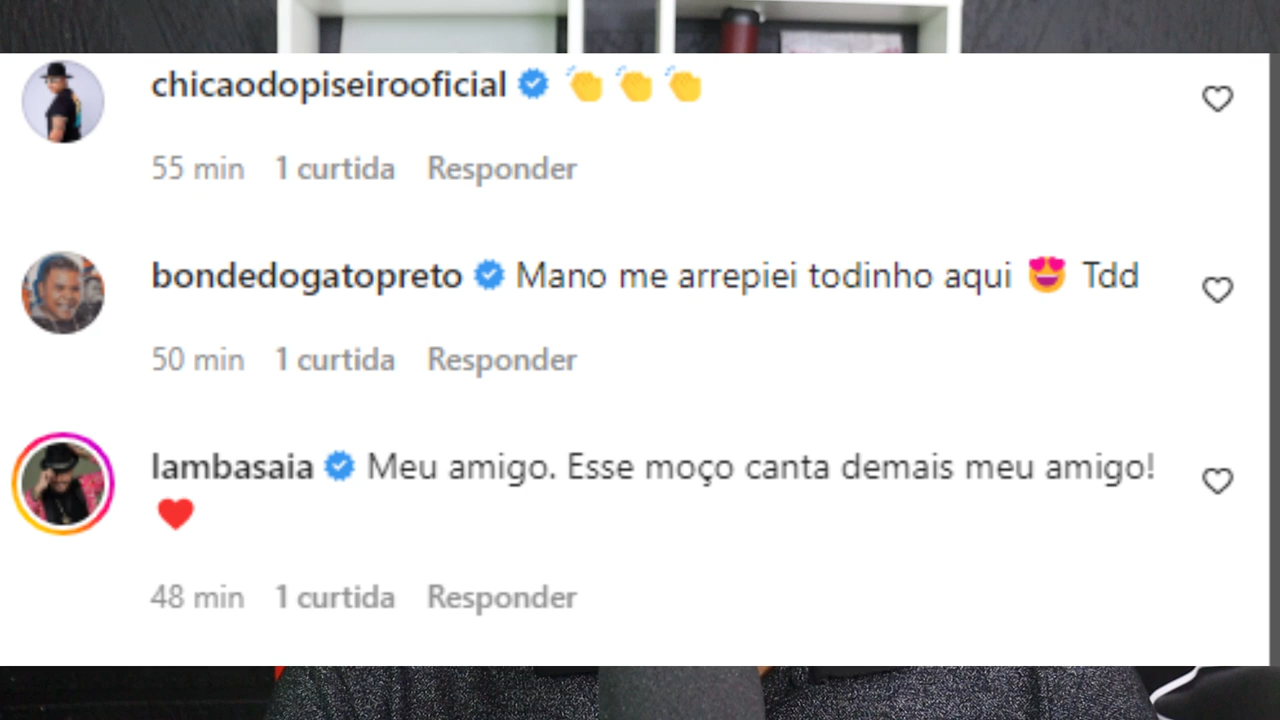 chicaodopiseirooficial 👏👏👏
55 min 1 curtida Responder
bondedogatopreto Mano me arrepiei todinho aqui 😍 Tdd
50 min 1 curtida Responder
lambasaia Meu amigo. Esse moço canta demais meu amigo!
❤️
48 min 1 curtida Responder